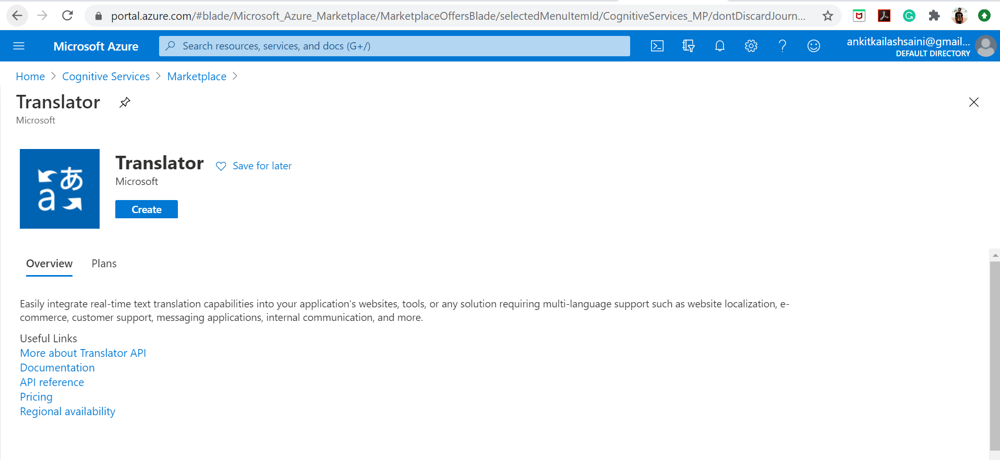 portal.azure.com/#blade/Microsoft_Azure_Marketplace/MarketplaceOffersBlade/selectedMenuItemId/CognitiveServices_MP/dontDiscardJourn...
Microsoft Azure
Search resources, services, and docs (G+/)
ankitkailashsaini@gmail...
DEFAULT DIRECTORY
Home > Cognitive Services > Marketplace >
Translator
Microsoft
a あ
Translator
Save for later
Microsoft
Create
Overview Plans
Easily integrate real-time text translation capabilities into your application's websites, tools, or any solution requiring multi-language support such as website localization, e-
commerce, customer support, messaging applications, internal communication, and more.
Useful Links
More about Translator API
Documentation
API reference
Pricing
Regional availability